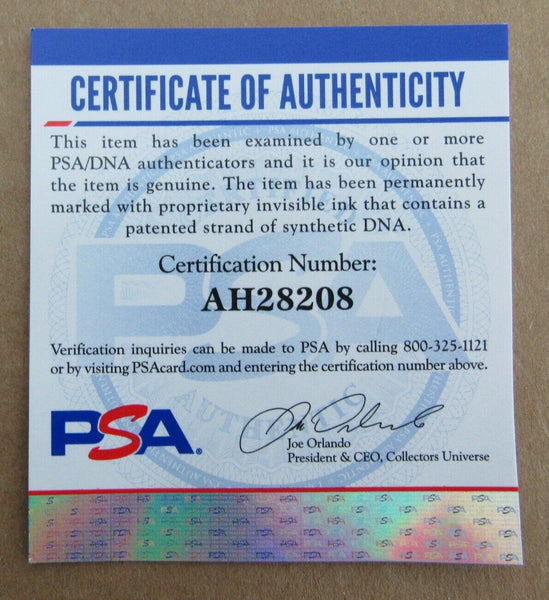 CERTIFICATE OF AUTHENTICITY
This item has been examined by one or more
PSA/DNA authenticators and it is our opinion that
the item is genuine. The item has been permanently
marked with proprietary invisible ink that contains a
patented strand of synthetic DNA.
Certification Number:
AH28208
Verification inquiries can be made to PSA by calling 800-325-1121
or by visiting PSAcard.com and entering the certification number above.
PSA®
Joe Orlando
President & CEO, Collectors Universe